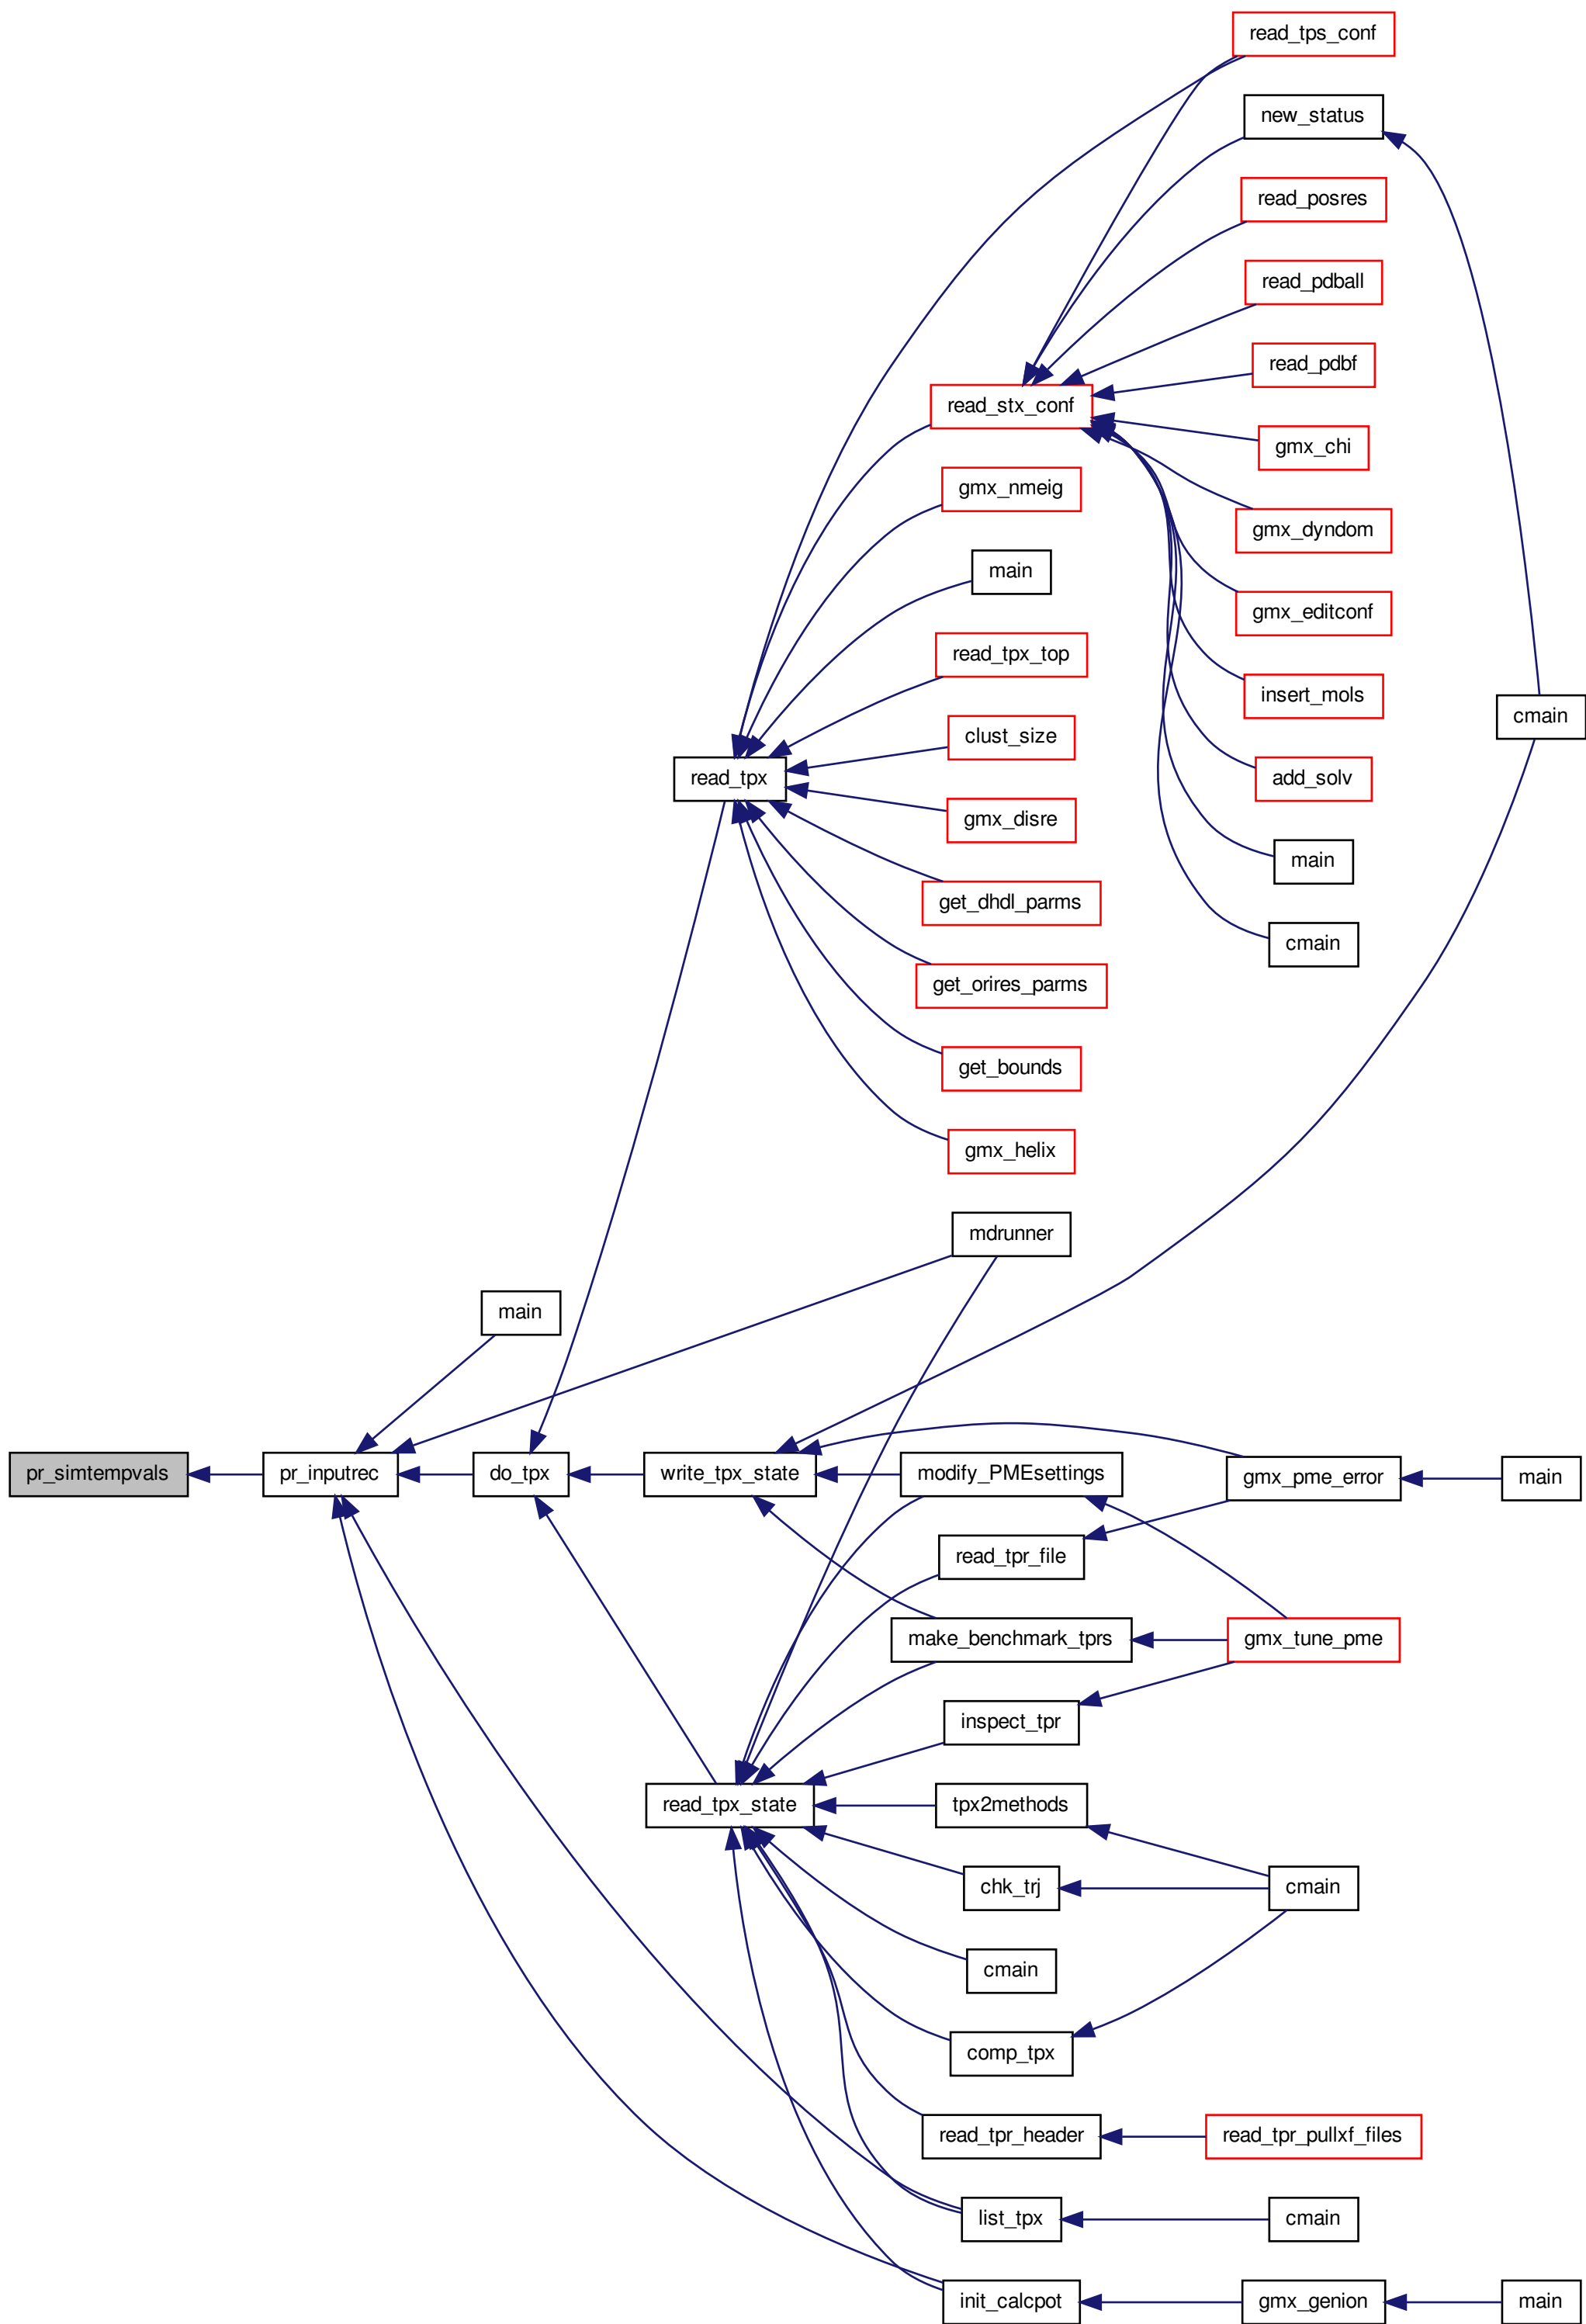 read_tps_conf
new_status
read_posres
read_pdball
read_pdbf
read_stx_conf
gmx_chi
gmx_nmeig
gmx_dyndom
main
gmx_editconf
read_tpx_top
insert_mols
cmain
clust_size
add_solv
read_tpx
gmx_disre
main
get_dhdl_parms
cmain
get_orires_parms
get_bounds
gmx_helix
mdrunner
main
pr_simtempvals
pr_inputrec
do_tpx
write_tpx_state
modify_PMEsettings
gmx_pme_error
main
read_tpr_file
make_benchmark_tprs
gmx_tune_pme
inspect_tpr
read_tpx_state
tpx2methods
chk_trj
cmain
cmain
comp_tpx
read_tpr_header
read_tpr_pullxf_files
list_tpx
cmain
init_calcpot
gmx_genion
main